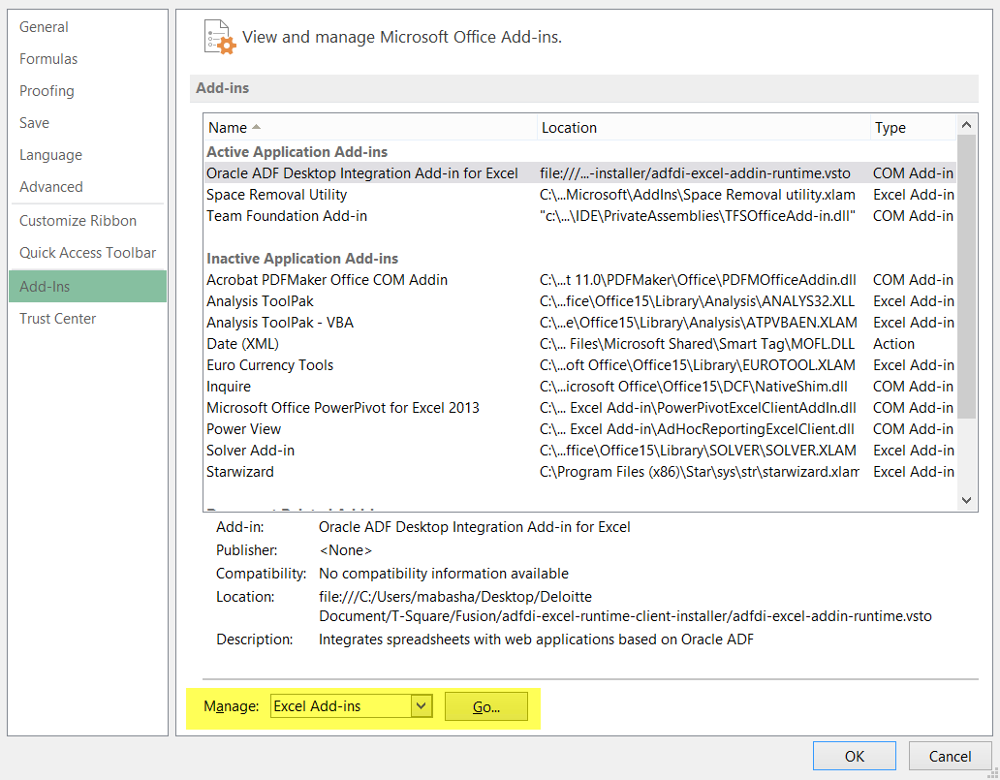 General
Formulas
Proofing
Save
Language
Advanced
Customize Ribbon
Quick Access Toolbar
Add-Ins
Trust Center
View and manage Microsoft Office Add-ins.
Add-ins
Name Location Type
Active Application Add-ins
Oracle ADF Desktop Integration Add-in for Excel file:///...-installer/adfdi-excel-addin-runtime.vsto COM Add-in
Space Removal Utility C:\...Microsoft\AddIns\Space Removal utility.xlam Excel Add-in
Team Foundation Add-in "c:\...\IDE\PrivateAssemblies\TFSOfficeAdd-in.dll" COM Add-in
Inactive Application Add-ins
Acrobat PDFMaker Office COM Addin C:\...t 11.0\PDFMaker\Office\PDFMOfficeAddin.dll COM Add-in
Analysis ToolPak C:\...fice\Office15\Library\Analysis\ANALYS32.XLL Excel Add-in
Analysis ToolPak - VBA C:\...e\Office15\Library\Analysis\ATPVBAEN.XLAM Excel Add-in
Date (XML) C:\... Files\Microsoft Shared\Smart Tag\MOFL.DLL Action
Euro Currency Tools C:\...oft Office\Office15\Library\EUROTOOL.XLAM Excel Add-in
Inquire C:\...icrosoft Office\Office15\DCF\NativeShim.dll COM Add-in
Microsoft Office PowerPivot for Excel 2013 C:\... Excel Add-in\PowerPivotExcelClientAddIn.dll COM Add-in
Power View C:\... Excel Add-in\AdHocReportingExcelClient.dll COM Add-in
Solver Add-in C:\...ffice\Office15\Library\SOLVER\SOLVER.XLAM Excel Add-in
Starwizard C:\Program Files (x86)\Star\sys\str\starwizard.xlam Excel Add-in
Add-in: Oracle ADF Desktop Integration Add-in for Excel
Publisher: <None>
Compatibility: No compatibility information available
Location: file:///C:/Users/mabasha/Desktop/Deloitte
Document/T-Square/Fusion/adfdi-excel-runtime-client-installer/adfdi-excel-addin-runtime.vsto
Description: Integrates spreadsheets with web applications based on Oracle ADF
Manage: Excel Add-ins Go...
OK Cancel